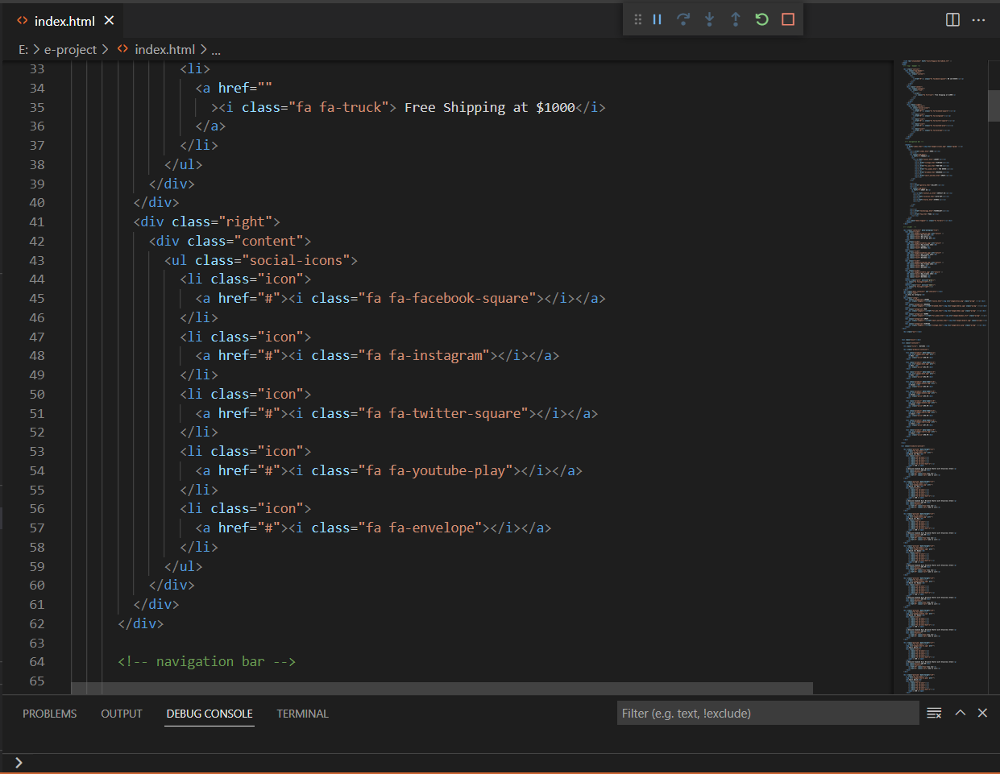 index.html
E: > e-project > index.html > ...
33 <li>
34 <a href=""
35 ><i class="fa fa-truck"> Free Shipping at $1000</i>
36 </a>
37 </li>
38 </ul>
39 </div>
40 </div>
41 <div class="right">
42 <div class="content">
43 <ul class="social-icons">
44 <li class="icon">
45 <a href="#"><i class="fa fa-facebook-square"></i></a>
46 </li>
47 <li class="icon">
48 <a href="#"><i class="fa fa-instagram"></i></a>
49 </li>
50 <li class="icon">
51 <a href="#"><i class="fa fa-twitter-square"></i></a>
52 </li>
53 <li class="icon">
54 <a href="#"><i class="fa fa-youtube-play"></i></a>
55 </li>
56 <li class="icon">
57 <a href="#"><i class="fa fa-envelope"></i></a>
58 </li>
59 </ul>
60 </div>
61 </div>
62 </div>
63
64 <!-- navigation bar -->
65
PROBLEMS OUTPUT DEBUG CONSOLE TERMINAL Filter (e.g. text, !exclude)